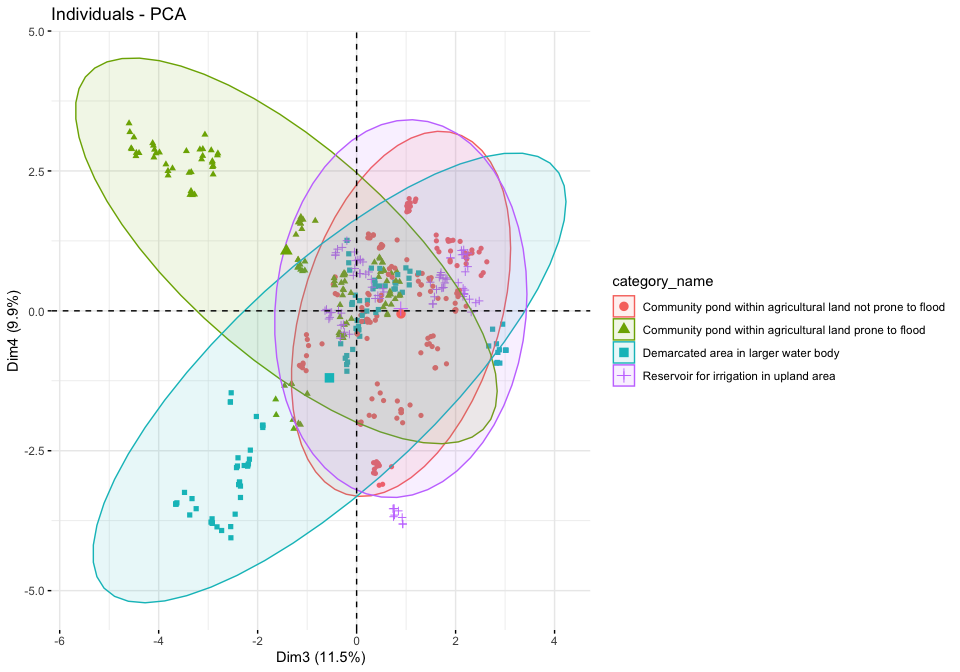 Individuals - PCA
5.0
2.5
0.0
-2.5
-5.0
Dim4 (9.9%)
-6
-4
-2
0
2
4
Dim3 (11.5%)
category_name
Community pond within agricultural land not prone to flood
Community pond within agricultural land prone to flood
Demarcated area in larger water body
Reservoir for irrigation in upland area